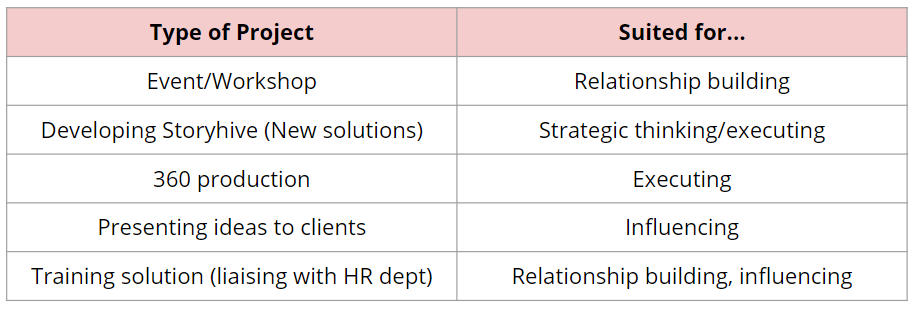 Type of Project Suited for...
Event/Workshop Relationship building
Developing Storyhive (New solutions) Strategic thinking/executing
360 production Executing
Presenting ideas to clients Influencing
Training solution (liaising with HR dept) Relationship building, influencing